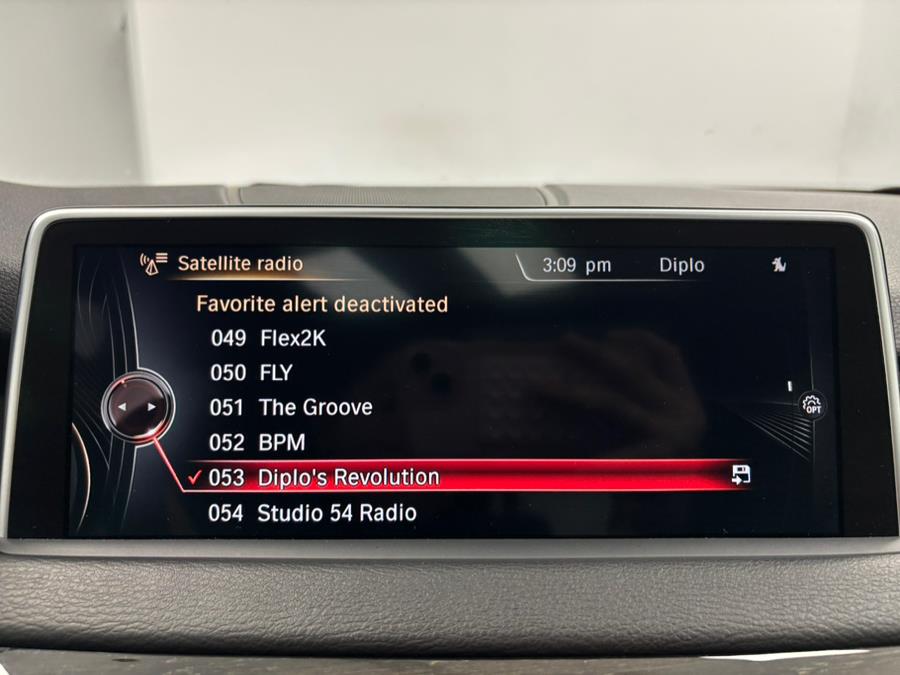 Satellite radio 3:09 pm Diplo
Favorite alert deactivated
049 Flex2K
050 FLY
051 The Groove
052 BPM
OPT
053 Diplo's Revolution
054 Studio 54 Radio